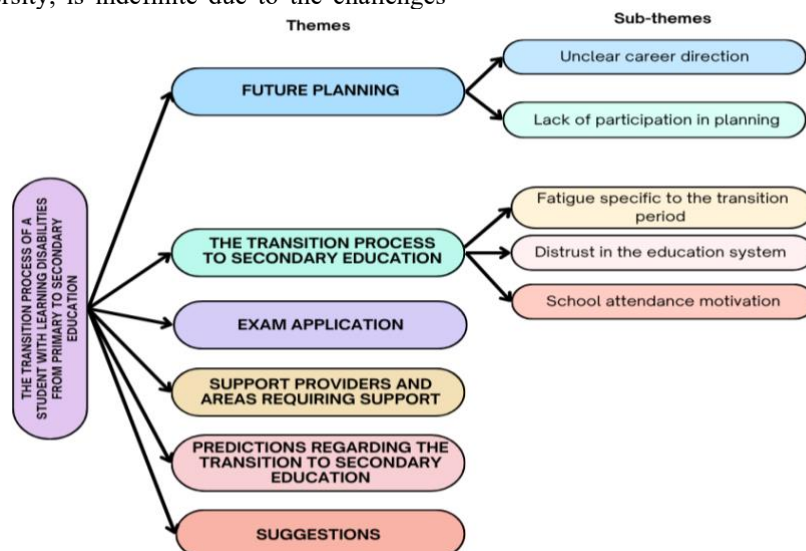 ersity, is indefinite due to the challenges
Themes
Sub-themes
FUTURE PLANNING
Unclear career direction
Lack of participation in planning
THE TRANSITION PROCESS OF A
STUDENT WITH LEARNING DISABILITIES
FROM PRIMARY TO SECONDARY
EDUCATION
THE TRANSITION PROCESS
TO SECONDARY EDUCATION
Fatigue specific to the transition
period
Distrust in the education system
School attendance motivation
EXAM APPLICATION
SUPPORT PROVIDERS AND
AREAS REQUIRING SUPPORT
PREDICTIONS REGARDING THE
TRANSITION TO SECONDARY
EDUCATION
SUGGESTIONS